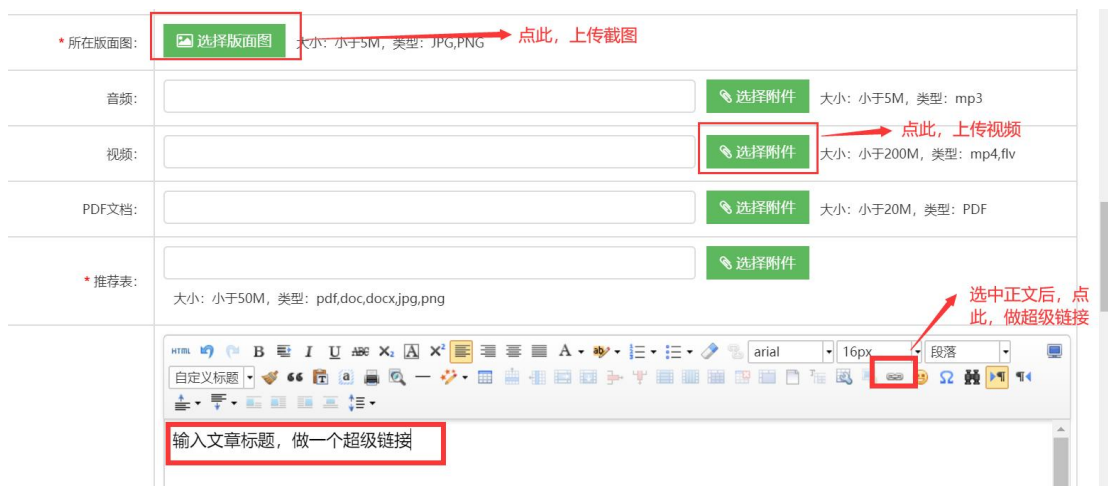 * 所在版面图: 选择版面图 大小: 小于5M, 类型: JPG,PNG 点此, 上传截图
音频: 选择附件 大小: 小于5M, 类型: mp3
点此, 上传视频
视频: 选择附件 大小: 小于200M, 类型: mp4,flv
PDF文档: 选择附件 大小: 小于20M, 类型: PDF
* 推荐表: 选择附件
大小: 小于50M, 类型: pdf,doc,docx,jpg,png
选中正文后, 点
此, 做超级链接
HTML B I U ABC X₂ A X² A ab arial 16px 段落
自定义标题 a Ω
输入文章标题, 做一个超级链接